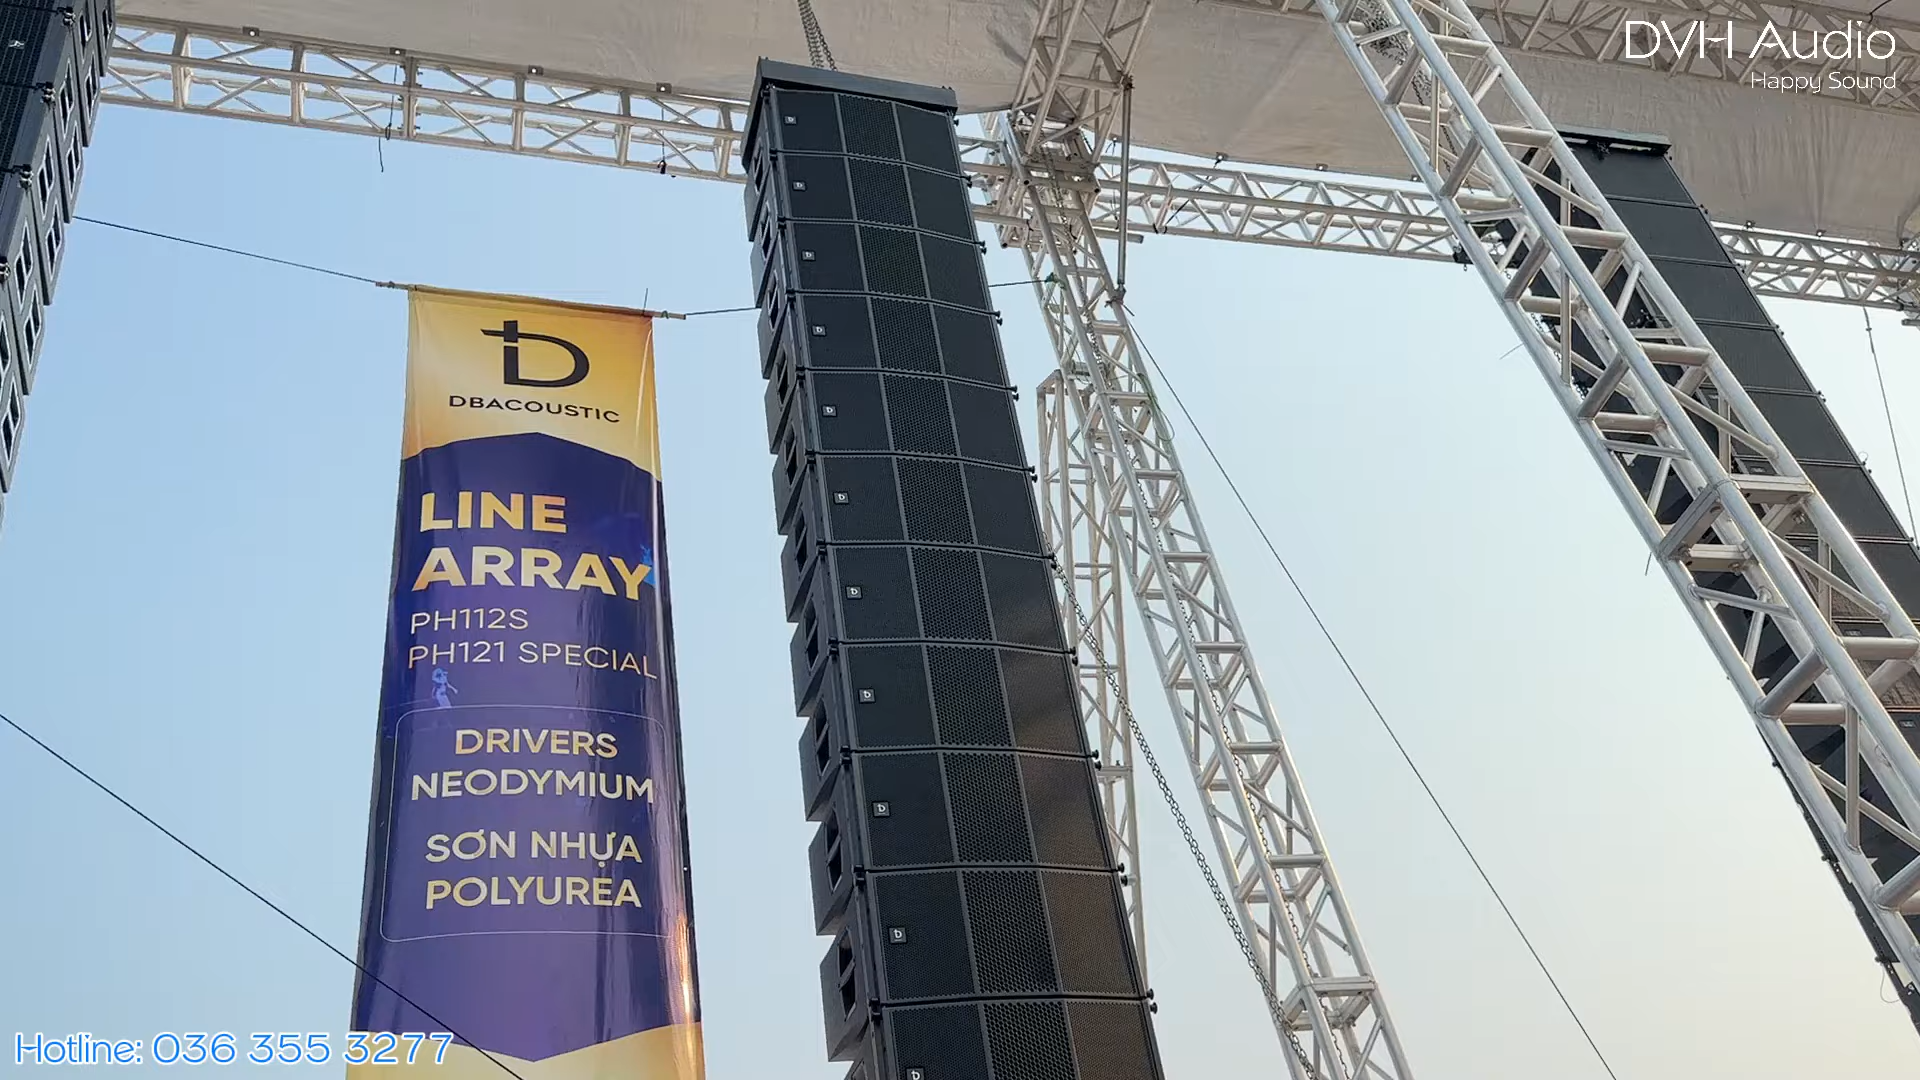 DVH Audio
Happy Sound
DBACOUSTIC
LINE
ARRAY
PH112S
PH121 SPECIAL
DRIVERS
NEODYMIUM
SƠN NHỰA
POLYUREA
Hotline: 036 355 3277